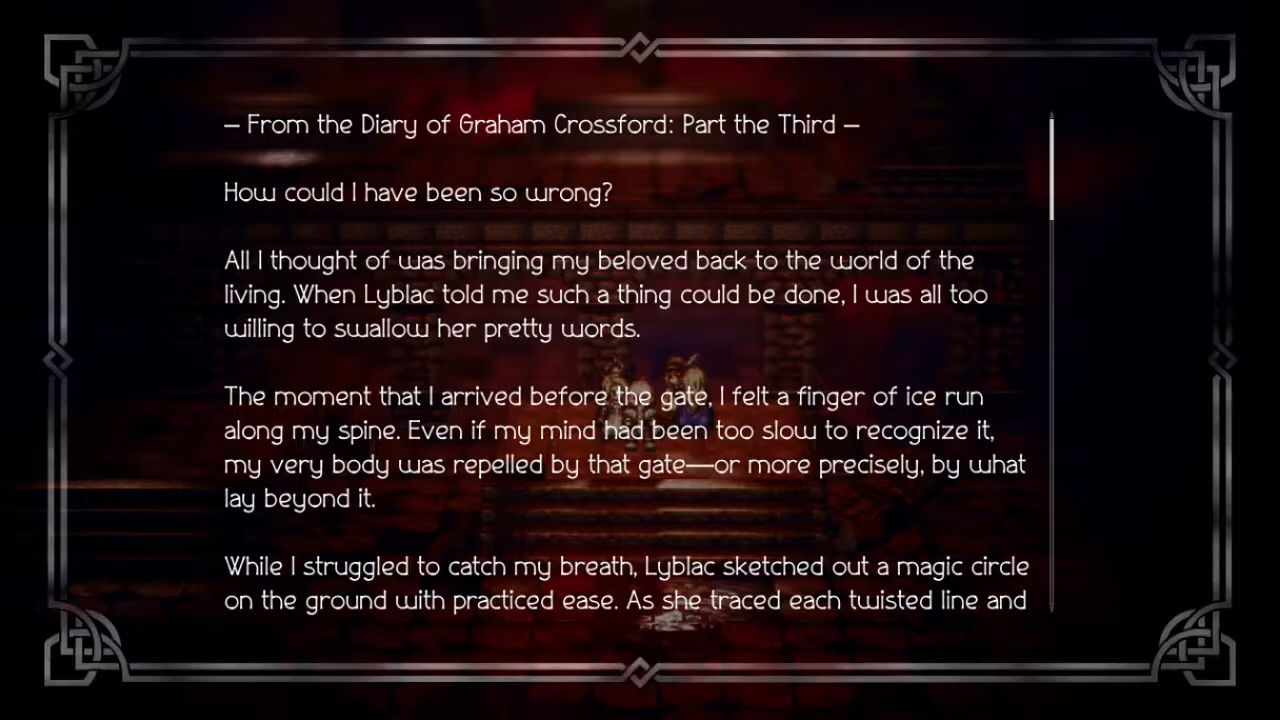 – From the Diary of Graham Crossford: Part the Third –
How could I have been so wrong?
All I thought of was bringing my beloved back to the world of the
living. When Lyblac told me such a thing could be done, I was all too
willing to swallow her pretty words.
The moment that I arrived before the gate, I felt a finger of ice run
along my spine. Even if my mind had been too slow to recognize it,
my very body was repelled by that gate—or more precisely, by what
lay beyond it.
While I struggled to catch my breath, Lyblac sketched out a magic circle
on the ground with practiced ease. As she traced each twisted line and